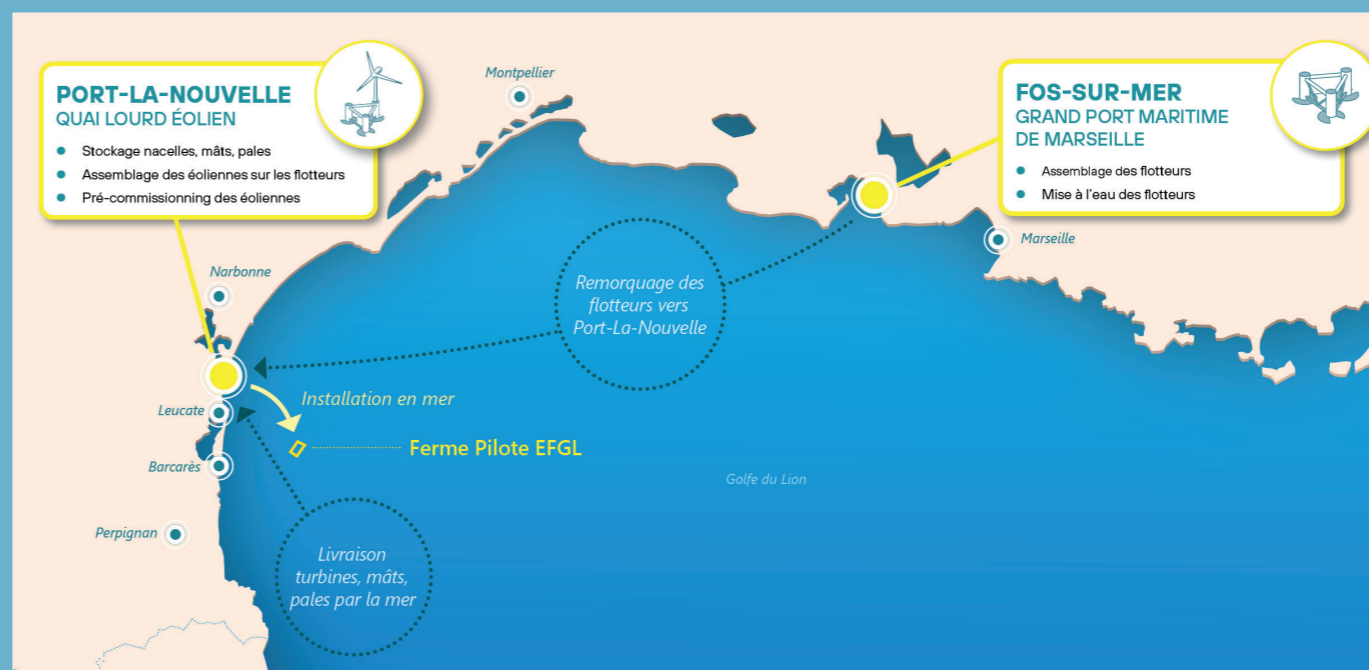 PORT-LA-NOUVELLE
QUAI LOURD ÉOLIEN
Stockage nacelles, mâts, pales
Assemblage des éoliennes sur les flotteurs
Pré-commissionning des éoliennes
Montpellier
FOS-SUR-MER
GRAND PORT MARITIME
DE MARSEILLE
Assemblage des flotteurs
Mise à l'eau des flotteurs
Marseille
Narbonne
Remorquage des
flotteurs vers
Port-La-Nouvelle
Installation en mer
Leucate
Ferme Pilote EFGL
Barcarès
Golfe du Lion
Perpignan
Livraison
turbines, mâts,
pales par la mer